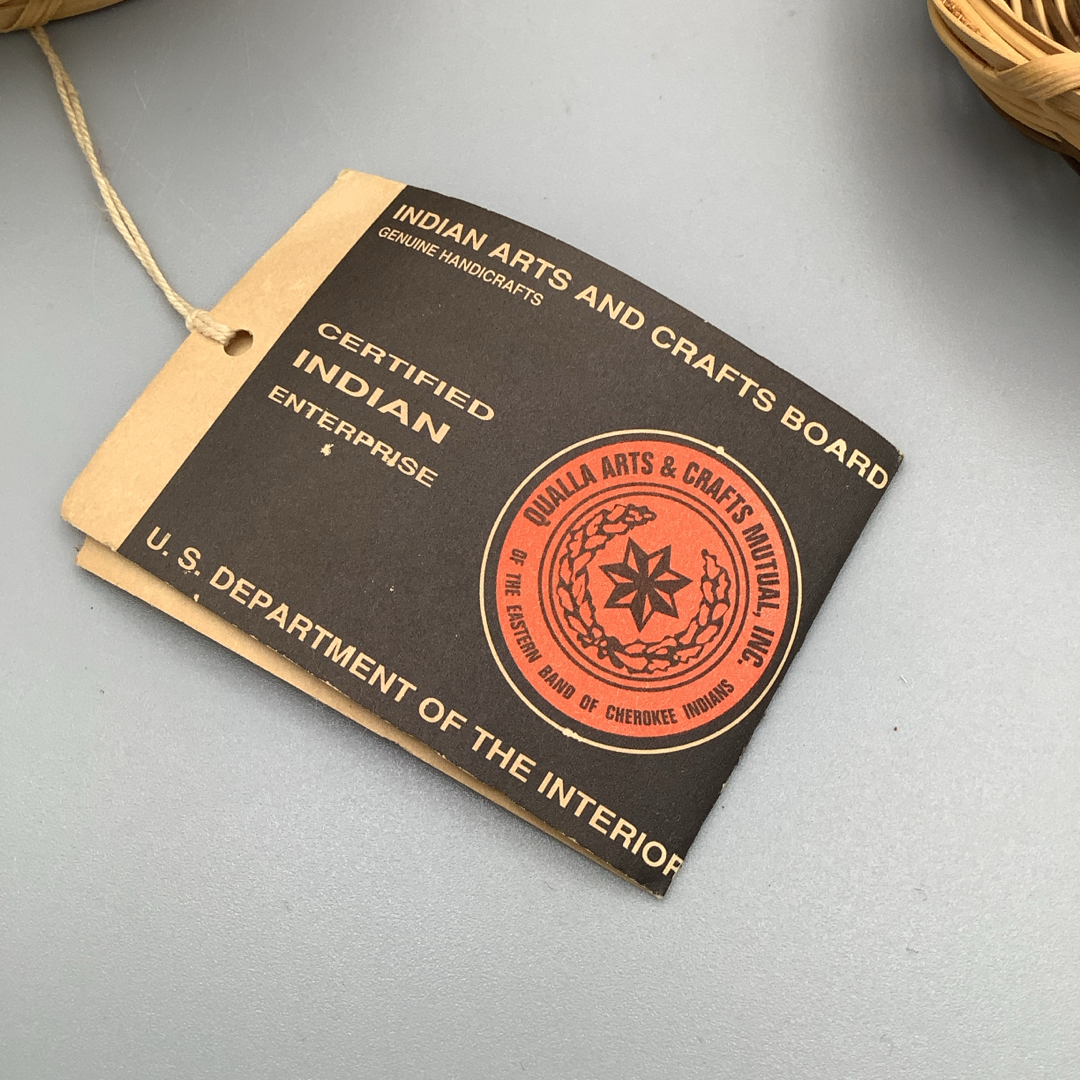 INDIAN ARTS AND CRAFTS BOARD
GENUINE HANDICRAFTS
CERTIFIED
INDIAN
ENTERPRISE
QUALLA ARTS & CRAFTS MUTUAL, INC.
OF THE EASTERN BAND OF CHEROKEE INDIANS
U. S. DEPARTMENT OF THE INTERIOR